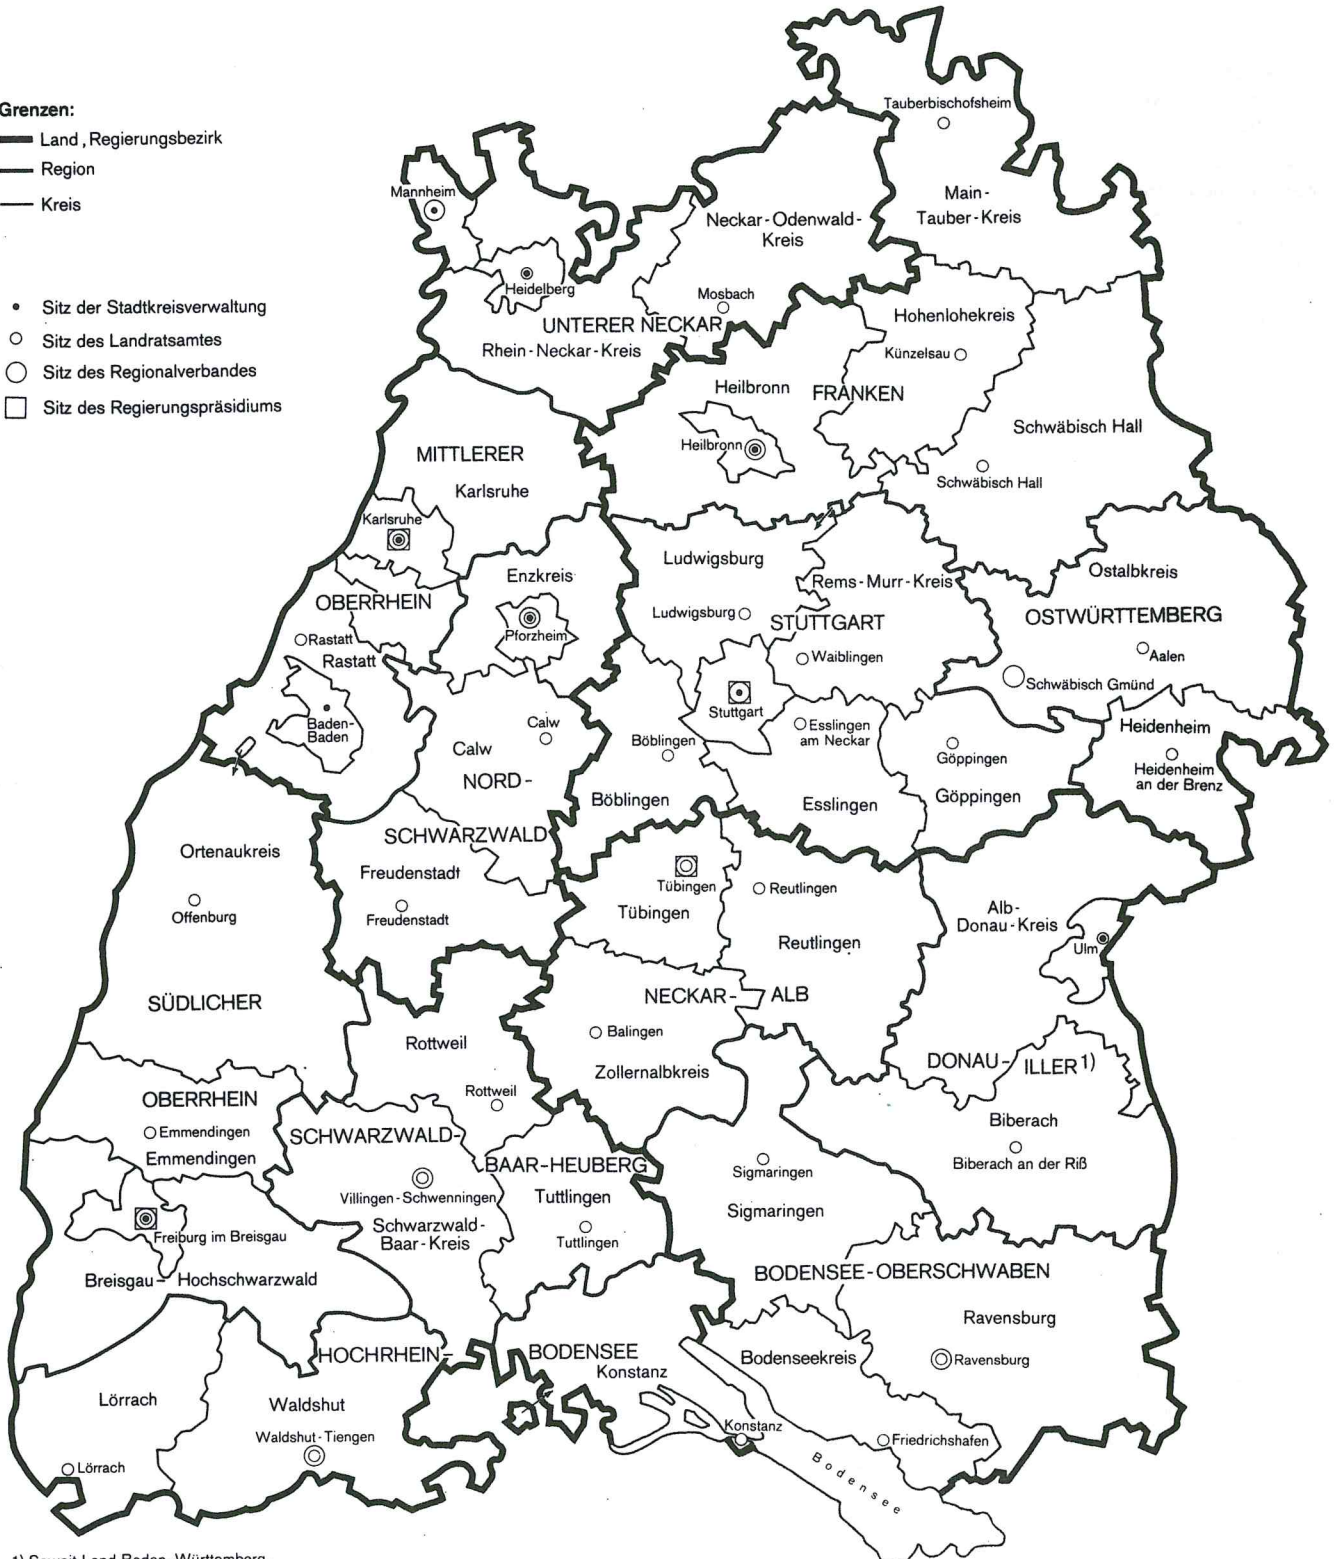 Grenzen:
Land, Regierungsbezirk
Region
Kreis
Sitz der Stadtkreisverwaltung
Sitz des Landratsamtes
Sitz des Regionalverbandes
Sitz des Regierungspräsidiums
Tauberbischofsheim
Main-
Tauber-Kreis
Mannheim
Heidelberg
Neckar-Odenwald-
Kreis
Mosbach
UNTERER NECKAR
Rhein-Neckar-Kreis
Hohenlohekreis
Künzelsau
Heilbronn
FRANKEN
Heilbronn
Schwäbisch Hall
Schwäbisch Hall
MITTLERER
Karlsruhe
Karlsruhe
OBERRHEIN
Rastatt
Rastatt
Baden-
Baden
Enzkreis
Pforzheim
Ludwigsburg
Ludwigsburg
Rems-Murr-Kreis
STUTTGART
Waiblingen
Stuttgart
Ostalbkreis
OSTWÜRTTEMBERG
Aalen
Schwäbisch Gmünd
Heidenheim
Heidenheim
an der Brenz
Calw
Calw
NORD-
SCHWARZWALD
Freudenstadt
Freudenstadt
Böblingen
Böblingen
Esslingen
am Neckar
Esslingen
Göppingen
Göppingen
Ortenaukreis
Offenburg
SÜDLICHER
OBERRHEIN
Emmendingen
Emmendingen
Tübingen
Tübingen
Reutlingen
Reutlingen
NECKAR-ALB
Balingen
Zollernalbkreis
Alb-
Donau-Kreis
Ulm
DONAU-ILLER1)
Biberach
Biberach an der Riß
Rottweil
Rottweil
SCHWARZWALD-
BAAR-HEUBERG
Villingen-Schwenningen
Schwarzwald-
Baar-Kreis
Tuttlingen
Tuttlingen
Sigmaringen
Sigmaringen
Freiburg im Breisgau
Breisgau-Hochschwarzwald
BODENSEE-OBERSCHWABEN
Ravensburg
Ravensburg
Bodenseekreis
Friedrichshafen
HOCHRHEIN-
BODENSEE
Konstanz
Konstanz
Bodensee
Lörrach
Lörrach
Waldshut
Waldshut-Tiengen